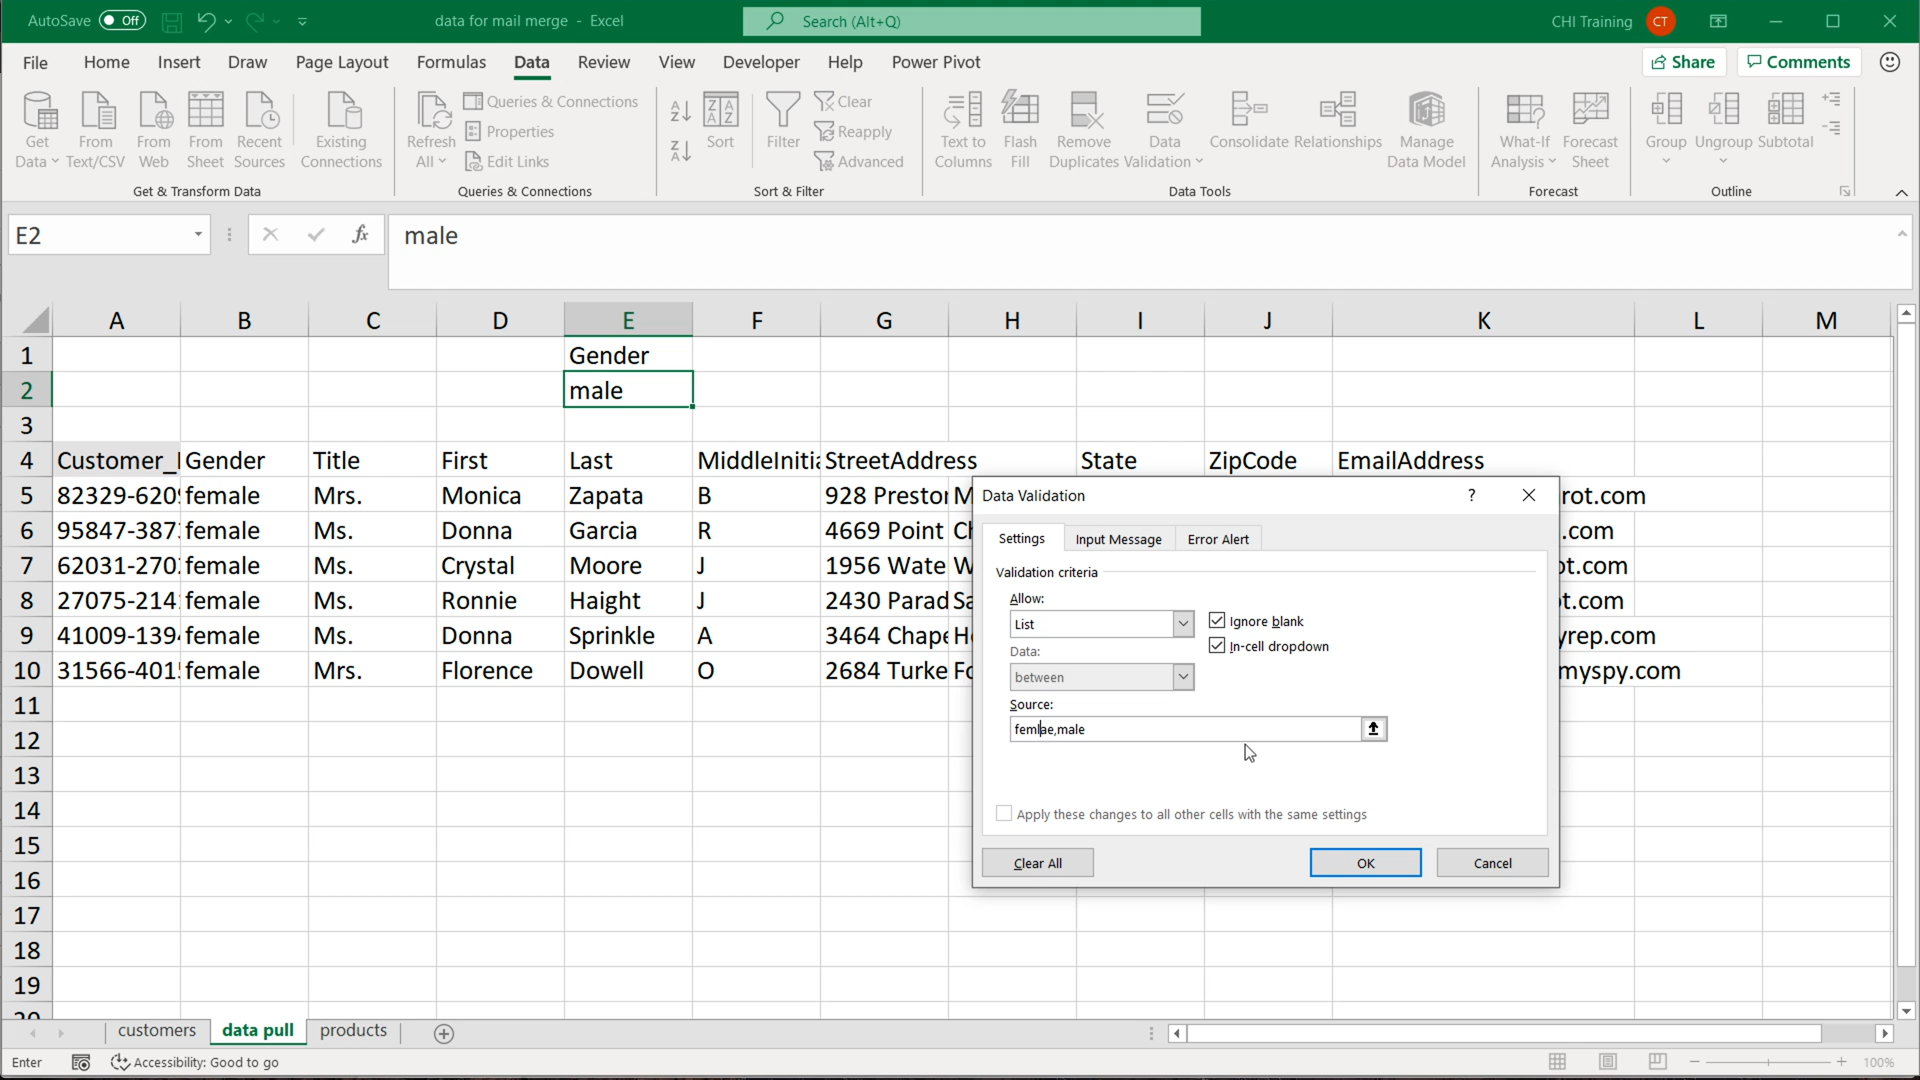 AutoSave Off data for mail merge - Excel Search (Alt+Q) CHI Training CT
File Home Insert Draw Page Layout Formulas Data Review View Developer Help Power Pivot Share Comments
Get Data From Text/CSV From Web From Sheet Recent Sources Existing Connections
Get & Transform Data
Refresh All Queries & Connections
Properties
Edit Links
Queries & Connections
Sort Filter Clear
Reapply
Advanced
Sort & Filter
Text to Columns Flash Fill Remove Duplicates Data Validation Consolidate Relationships Manage Data Model
Data Tools
What-If Analysis Forecast Sheet
Forecast
Group Ungroup Subtotal
Outline
E2 fx male
A B C D E F G H I J K L M
1 Gender
2 male
3
4 Customer_I Gender Title First Last MiddleIniti StreetAddress State ZipCode EmailAddress
5 82329-620 female Mrs. Monica Zapata B 928 Prestor M rot.com
6 95847-387 female Ms. Donna Garcia R 4669 Point Ch .com
7 62031-270 female Ms. Crystal Moore J 1956 Wate W ot.com
8 27075-214 female Ms. Ronnie Haight J 2430 Parad Sa t.com
9 41009-139 female Ms. Donna Sprinkle A 3464 Chape He yrep.com
10 31566-401 female Mrs. Florence Dowell O 2684 Turke Fo myspy.com
11
12
13
14
15
16
17
18
19
20
Data Validation ?
Settings Input Message Error Alert
Validation criteria
Allow:
List Ignore blank
Data: In-cell dropdown
between
Source:
femlae,male
Apply these changes to all other cells with the same settings
Clear All OK Cancel
customers data pull products
Enter Accessibility: Good to go 100%